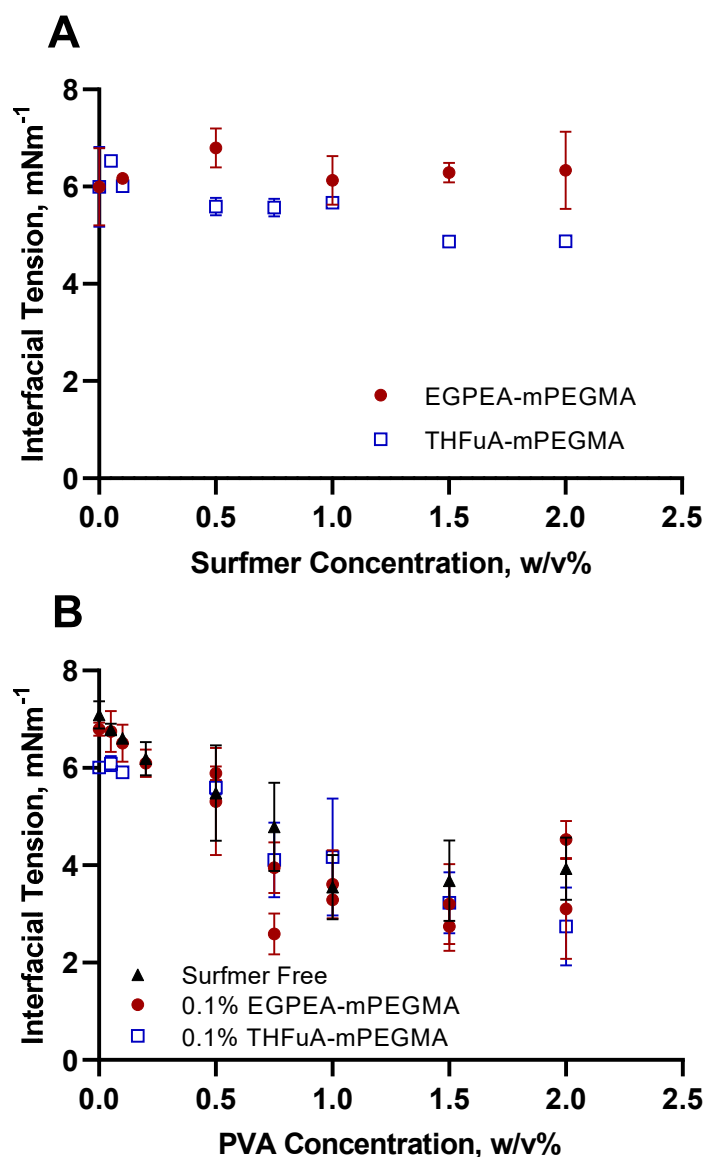 A
Interfacial Tension, mNm⁻¹
8
6
4
2
0
EGPEA-mPEGMA
THFuA-mPEGMA
0.0 0.5 1.0 1.5 2.0 2.5
Surfmer Concentration, w/v%
B
Interfacial Tension, mNm⁻¹
8
6
4
2
0
Surfmer Free
0.1% EGPEA-mPEGMA
0.1% THFuA-mPEGMA
0.0 0.5 1.0 1.5 2.0 2.5
PVA Concentration, w/v%